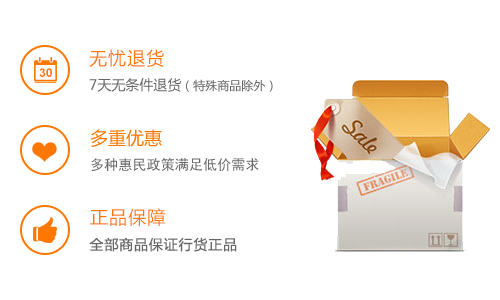 30
无忧退货
7天无条件退货（特殊商品除外）
多重优惠
多种惠民政策满足低价需求
正品保障
全部商品保证行货正品
Sale
FRAGILE